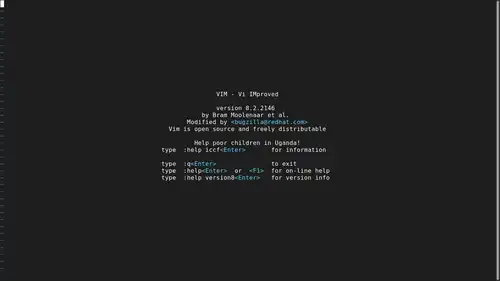 VIM - Vi IMproved
version 8.2.2146
by Bram Moolenaar et al.
Modified by <bugzilla@redhat.com>
Vim is open source and freely distributable
Help poor children in Uganda!
type :help iccf<Enter> for information
type :q<Enter> to exit
type :help<Enter> or <F1> for on-line help
type :help version8<Enter> for version info